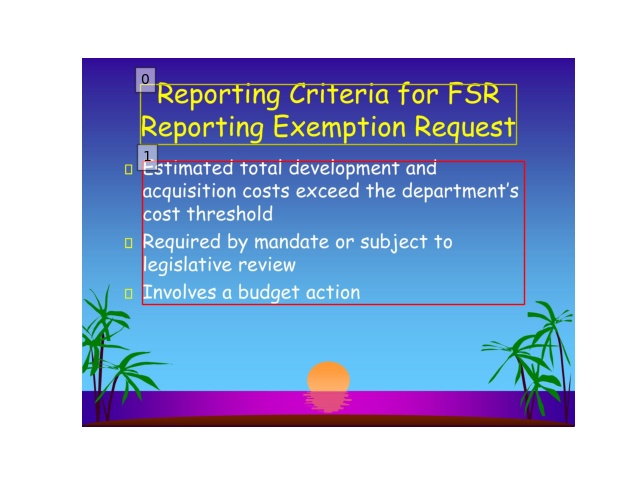 0
Reporting Criteria for FSR
Reporting Exemption Request
1
Estimated total development and
acquisition costs exceed the department's
cost threshold
Required by mandate or subject to
legislative review
Involves a budget action